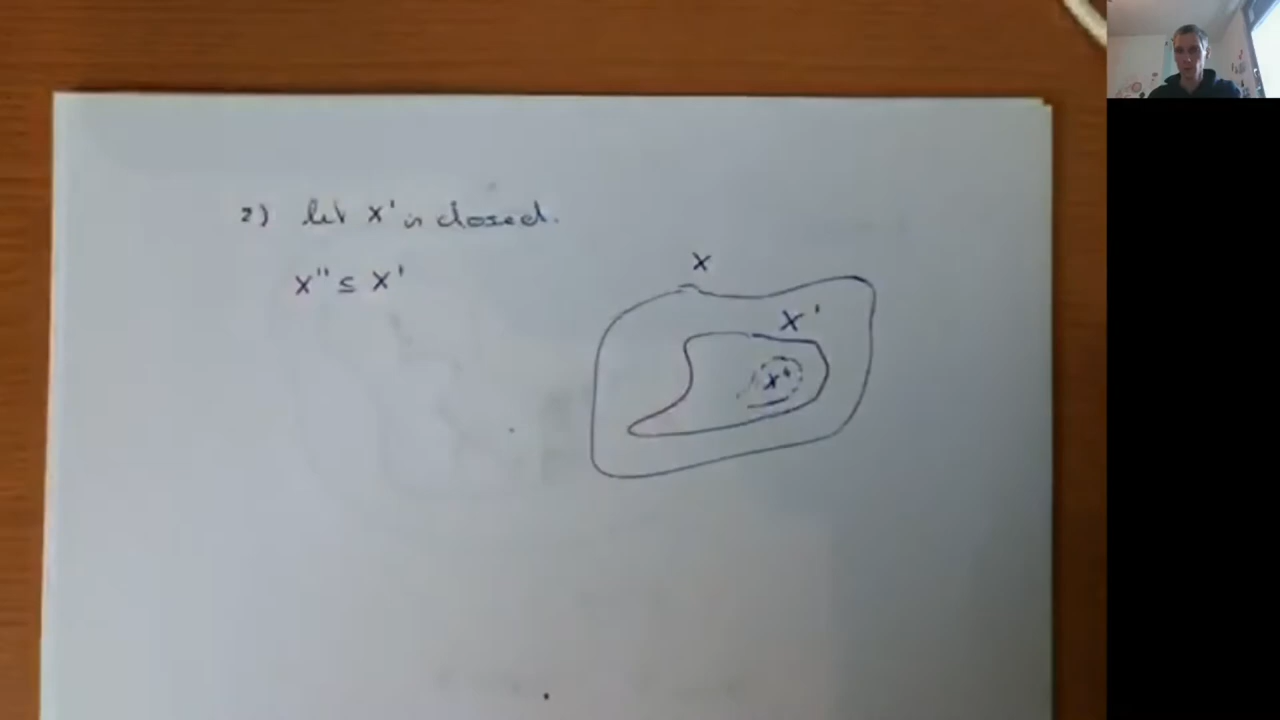 2) let X' is closed.
X'' ⊆ X'
X
X'
X''